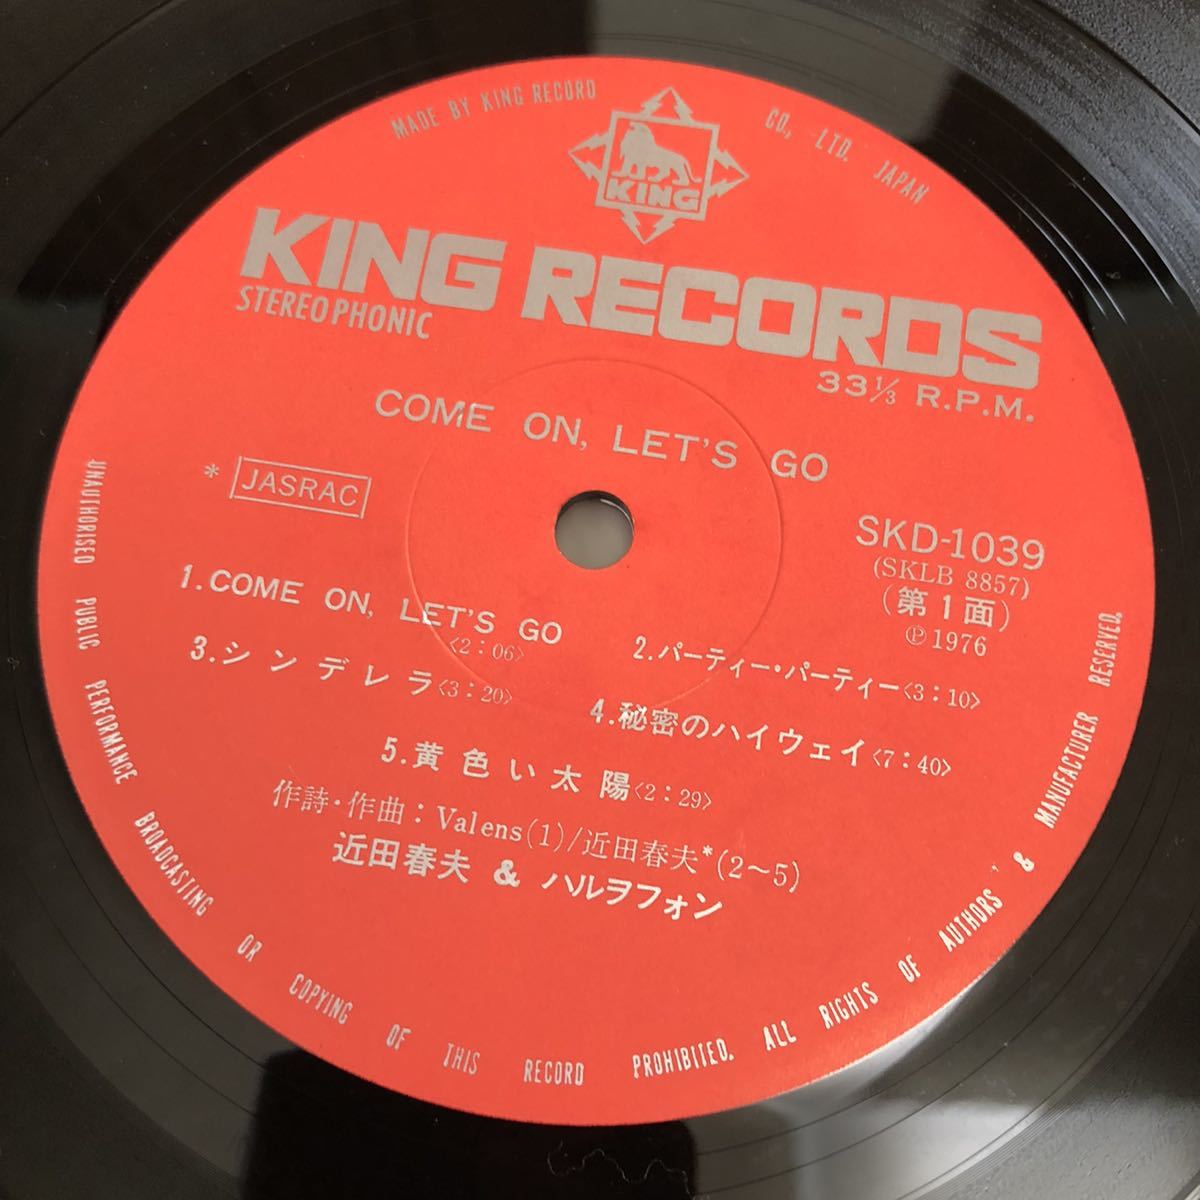 MADE BY KING RECORD CO., LTD. JAPAN
KING
KING RECORDS
STEREOPHONIC
33⅓ R.P.M.
COME ON, LET'S GO
* JASRAC
SKD-1039
(SKLB 8857)
(第1面)
Ⓟ1976
1.COME ON, LET'S GO〈2:06〉
2.パーティー・パーティー〈3:10〉
3.シンデレラ〈3:20〉
4.秘密のハイウェイ〈7:40〉
5.黄色い太陽〈2:29〉
作詩・作曲:Valens(1)/近田春夫*(2〜5)
近田春夫 & ハルヲフォン
UNAUTHORISED PUBLIC PERFORMANCE BROADCASTING OR COPYING OF THIS RECORD PROHIBITED. ALL RIGHTS OF AUTHORS' & MANUFACTURER RESERVED.